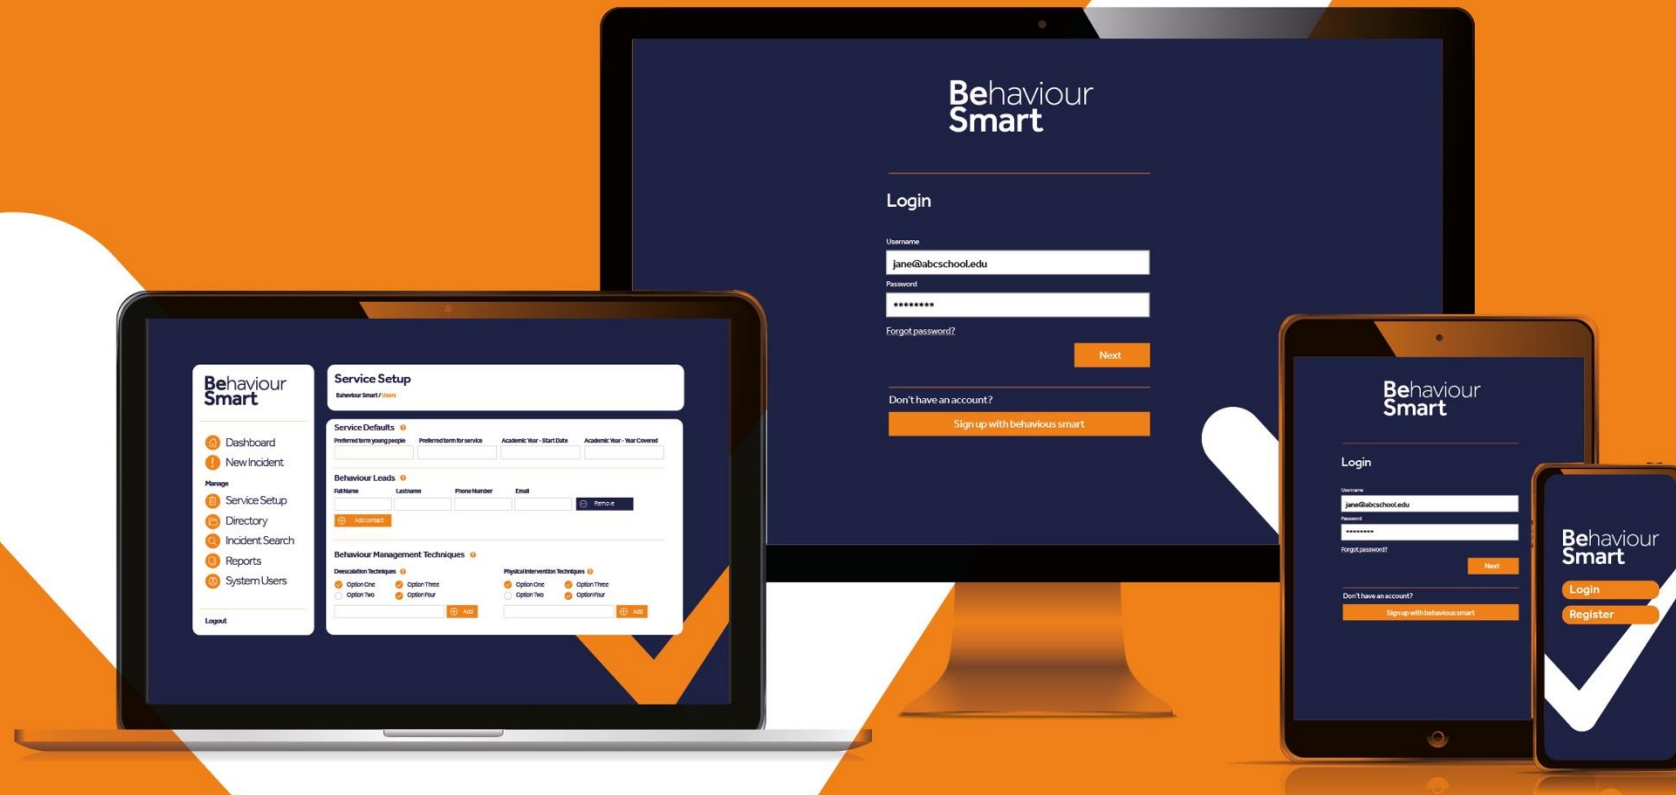 Behaviour
Smart
Login
Username
jane@abcschool.edu
Password
********
Forgot password?
Next
Don't have an account?
Sign up with behavious smart
Behaviour
Smart
Dashboard
New Incident
Manage
Service Setup
Directory
Incident Search
Reports
System Users
Logout
Service Setup
Behaviour Smart / Users
Service Defaults
Preferred term young people Preferred term for service Academic Year - Start Date Academic Year - Year Covered
Behaviour Leads
Full Name Lastname Phone Number Email
Remove
Add contact
Behaviour Management Techniques
Deescalation Techniques Physical Intervention Techniques
Option One Option Three Option One Option Three
Option Two Option Four Option Two Option Four
Add Add
Behaviour
Smart
Login
Username
jane@abcschool.edu
Password
********
Forgot password?
Next
Don't have an account?
Sign up with behavious smart
Behaviour
Smart
Login
Register